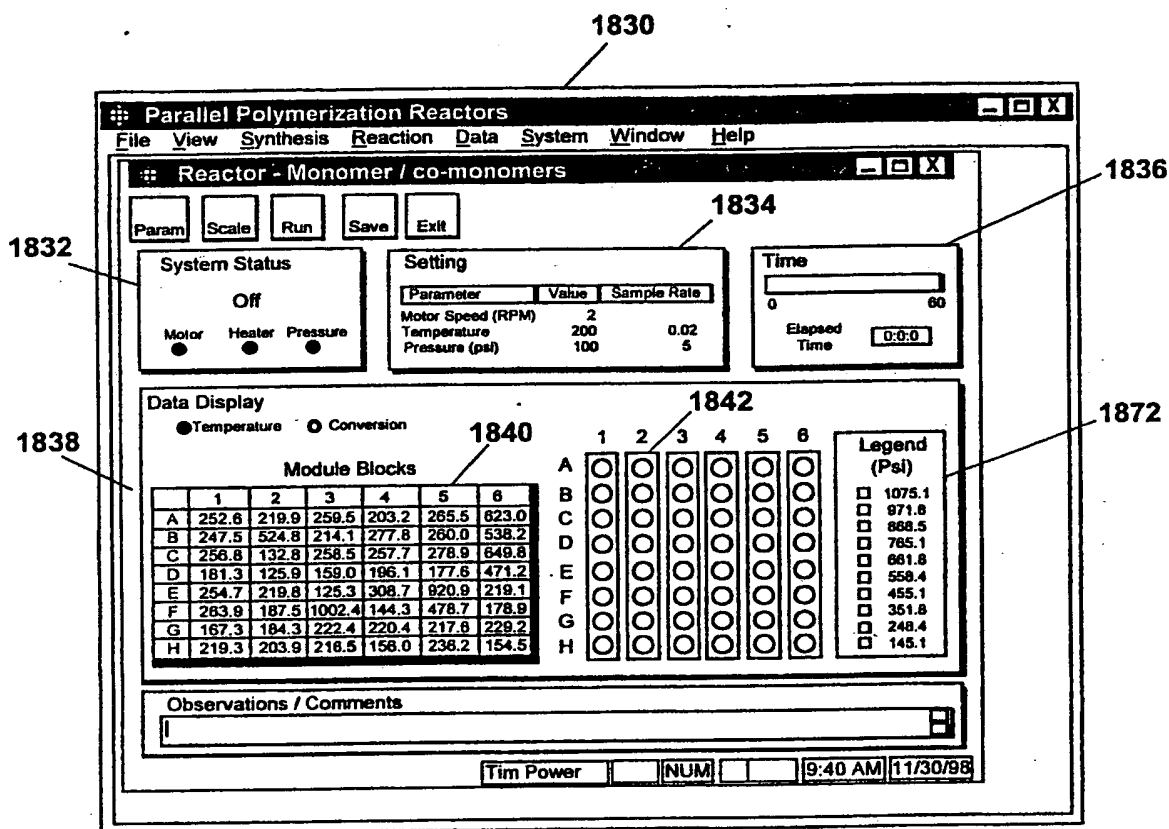 1830
Parallel Polymerization Reactors
File View Synthesis Reaction Data System Window Help
Reactor - Monomer / co-monomers
1836
1834
Param Scale Run Save Exit
1832
System Status
Off
Motor Heater Pressure
Setting
Parameter Value Sample Rate
Motor Speed (RPM) 2
Temperature 200 0.02
Pressure (psi) 100 5
Time
0 60
Elapsed Time 0:0:0
Data Display
Temperature Conversion
1838
1840
1842
1872
Module Blocks
1 2 3 4 5 6
A 252.6 219.9 259.5 203.2 265.5 623.0
B 247.5 524.8 214.1 277.8 260.0 538.2
C 256.8 132.8 258.5 257.7 278.9 649.8
D 181.3 125.9 159.0 196.1 177.6 471.2
E 254.7 219.8 125.3 308.7 920.9 219.1
F 263.9 187.5 1002.4 144.3 478.7 178.9
G 167.3 184.3 222.4 220.4 217.6 229.2
H 219.3 203.9 216.5 156.0 236.2 154.5
1 2 3 4 5 6
A
B
C
D
E
F
G
H
Legend
(Psi)
1075.1
971.8
868.5
765.1
661.8
558.4
455.1
351.8
248.4
145.1
Observations / Comments
Tim Power NUM 9:40 AM 11/30/98